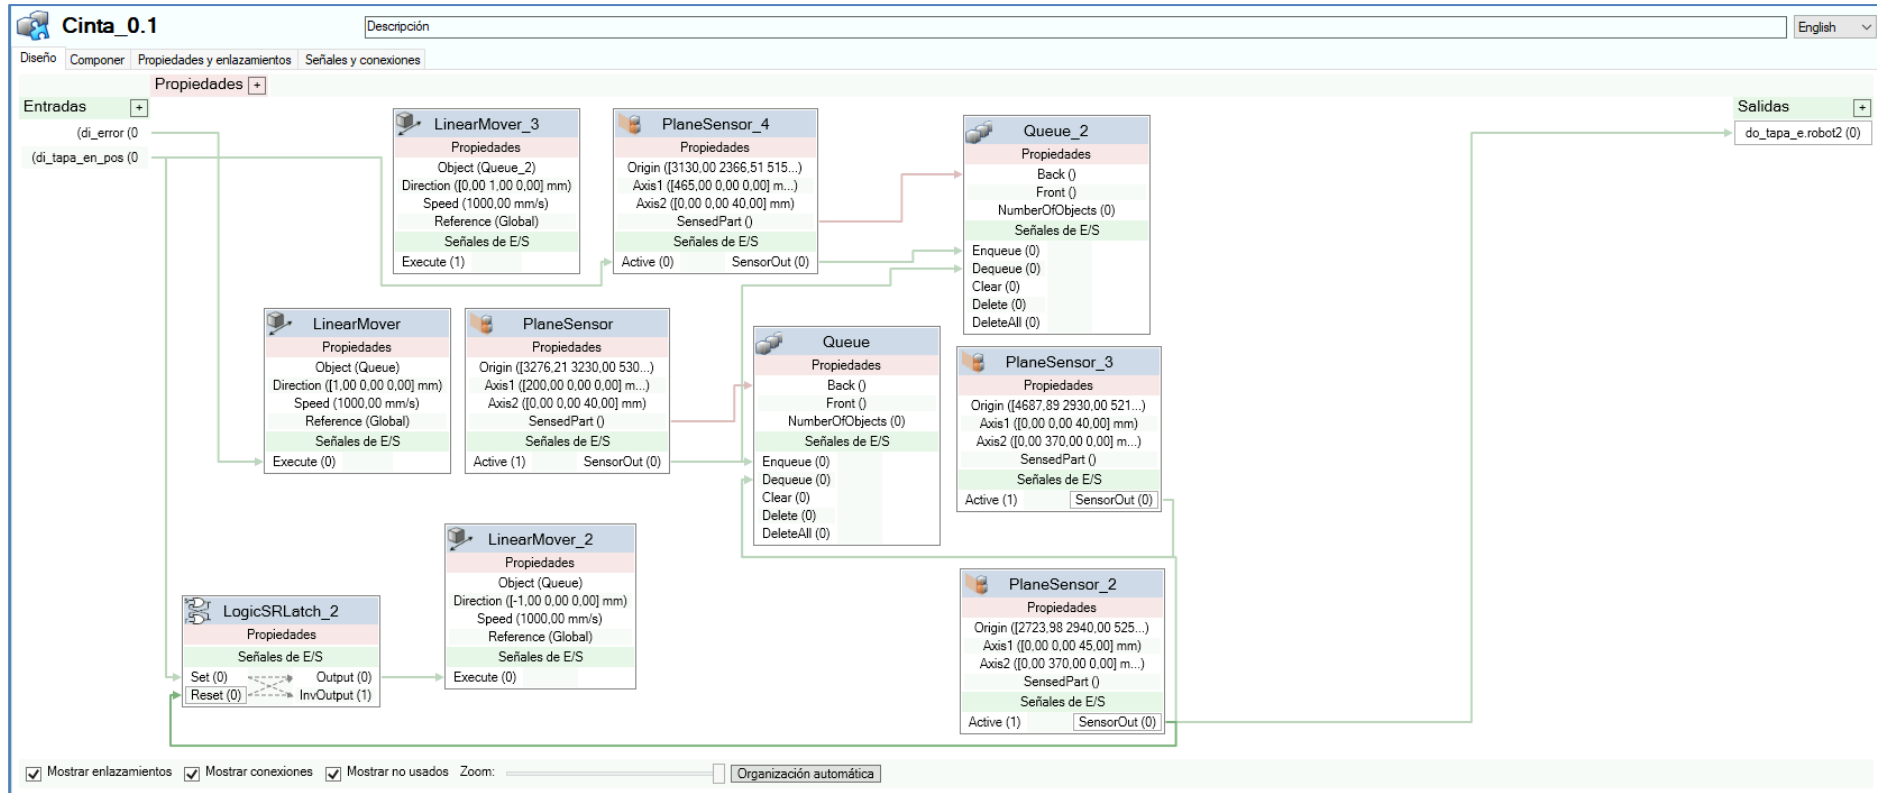 Cinta_0.1
Descripción
English
Diseño Componer Propiedades y enlazamientos Señales y conexiones
Propiedades +
Entradas +
(di_error (0
(di_tapa_en_pos (0
Salidas +
do_tapa_e.robot2 (0)
LinearMover_3
Propiedades
Object (Queue_2)
Direction ([0,00 1,00 0,00] mm)
Speed (1000,00 mm/s)
Reference (Global)
Señales de E/S
Execute (1)
PlaneSensor_4
Propiedades
Origin ([3130,00 2366,51 515...)
Axis1 ([465,00 0,00 0,00] m...)
Axis2 ([0,00 0,00 40,00] mm)
SensedPart ()
Señales de E/S
Active (0) SensorOut (0)
Queue_2
Propiedades
Back ()
Front ()
NumberOfObjects (0)
Señales de E/S
Enqueue (0)
Dequeue (0)
Clear (0)
Delete (0)
DeleteAll (0)
LinearMover
Propiedades
Object (Queue)
Direction ([1,00 0,00 0,00] mm)
Speed (1000,00 mm/s)
Reference (Global)
Señales de E/S
Execute (0)
PlaneSensor
Propiedades
Origin ([3276,21 3230,00 530...)
Axis1 ([200,00 0,00 0,00] m...)
Axis2 ([0,00 0,00 40,00] mm)
SensedPart ()
Señales de E/S
Active (1) SensorOut (0)
Queue
Propiedades
Back ()
Front ()
NumberOfObjects (0)
Señales de E/S
Enqueue (0)
Dequeue (0)
Clear (0)
Delete (0)
DeleteAll (0)
PlaneSensor_3
Propiedades
Origin ([4687,89 2930,00 521...)
Axis1 ([0,00 0,00 40,00] mm)
Axis2 ([0,00 370,00 0,00] m...)
SensedPart ()
Señales de E/S
Active (1) SensorOut (0)
LinearMover_2
Propiedades
Object (Queue)
Direction ([-1,00 0,00 0,00] mm)
Speed (1000,00 mm/s)
Reference (Global)
Señales de E/S
Execute (0)
LogicSRLatch_2
Propiedades
Señales de E/S
Set (0) Output (0)
Reset (0) InvOutput (1)
PlaneSensor_2
Propiedades
Origin ([2723,98 2940,00 525...)
Axis1 ([0,00 0,00 45,00] mm)
Axis2 ([0,00 370,00 0,00] m...)
SensedPart ()
Señales de E/S
Active (1) SensorOut (0)
Mostrar enlazamientos Mostrar conexiones Mostrar no usados Zoom: Organización automática